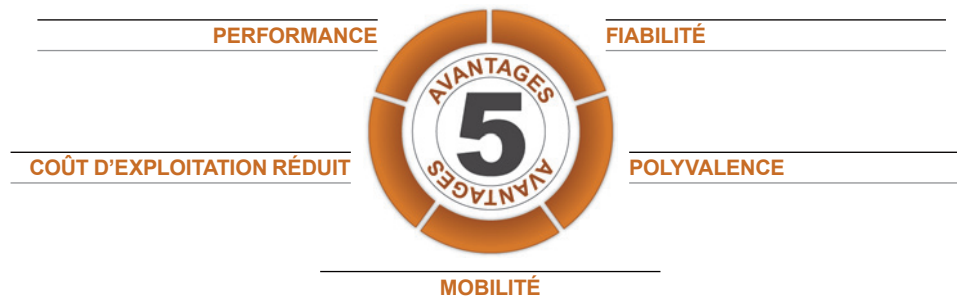 PERFORMANCE
FIABILITÉ
AVANTAGES
5
AVANTAGES
COÛT D’EXPLOITATION RÉDUIT
POLYVALENCE
MOBILITÉ